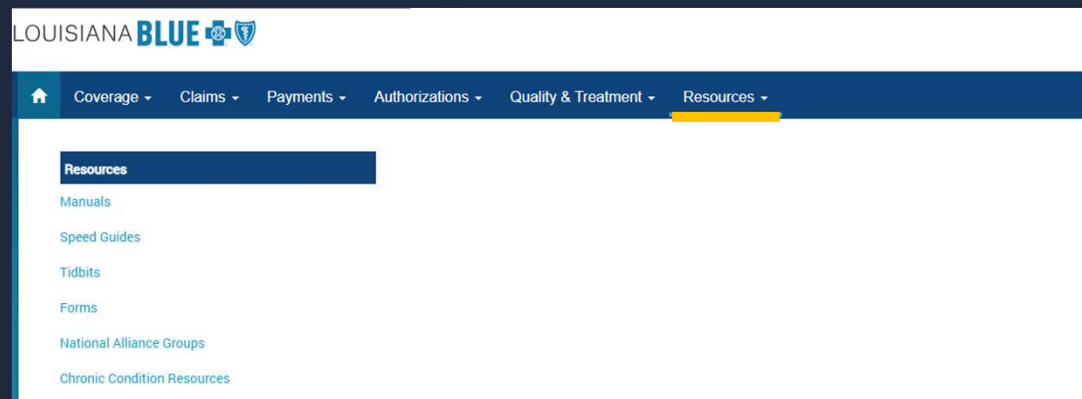 LOUISIANA BLUE
Coverage Claims Payments Authorizations Quality & Treatment Resources
Resources
Manuals
Speed Guides
Tidbits
Forms
National Alliance Groups
Chronic Condition Resources